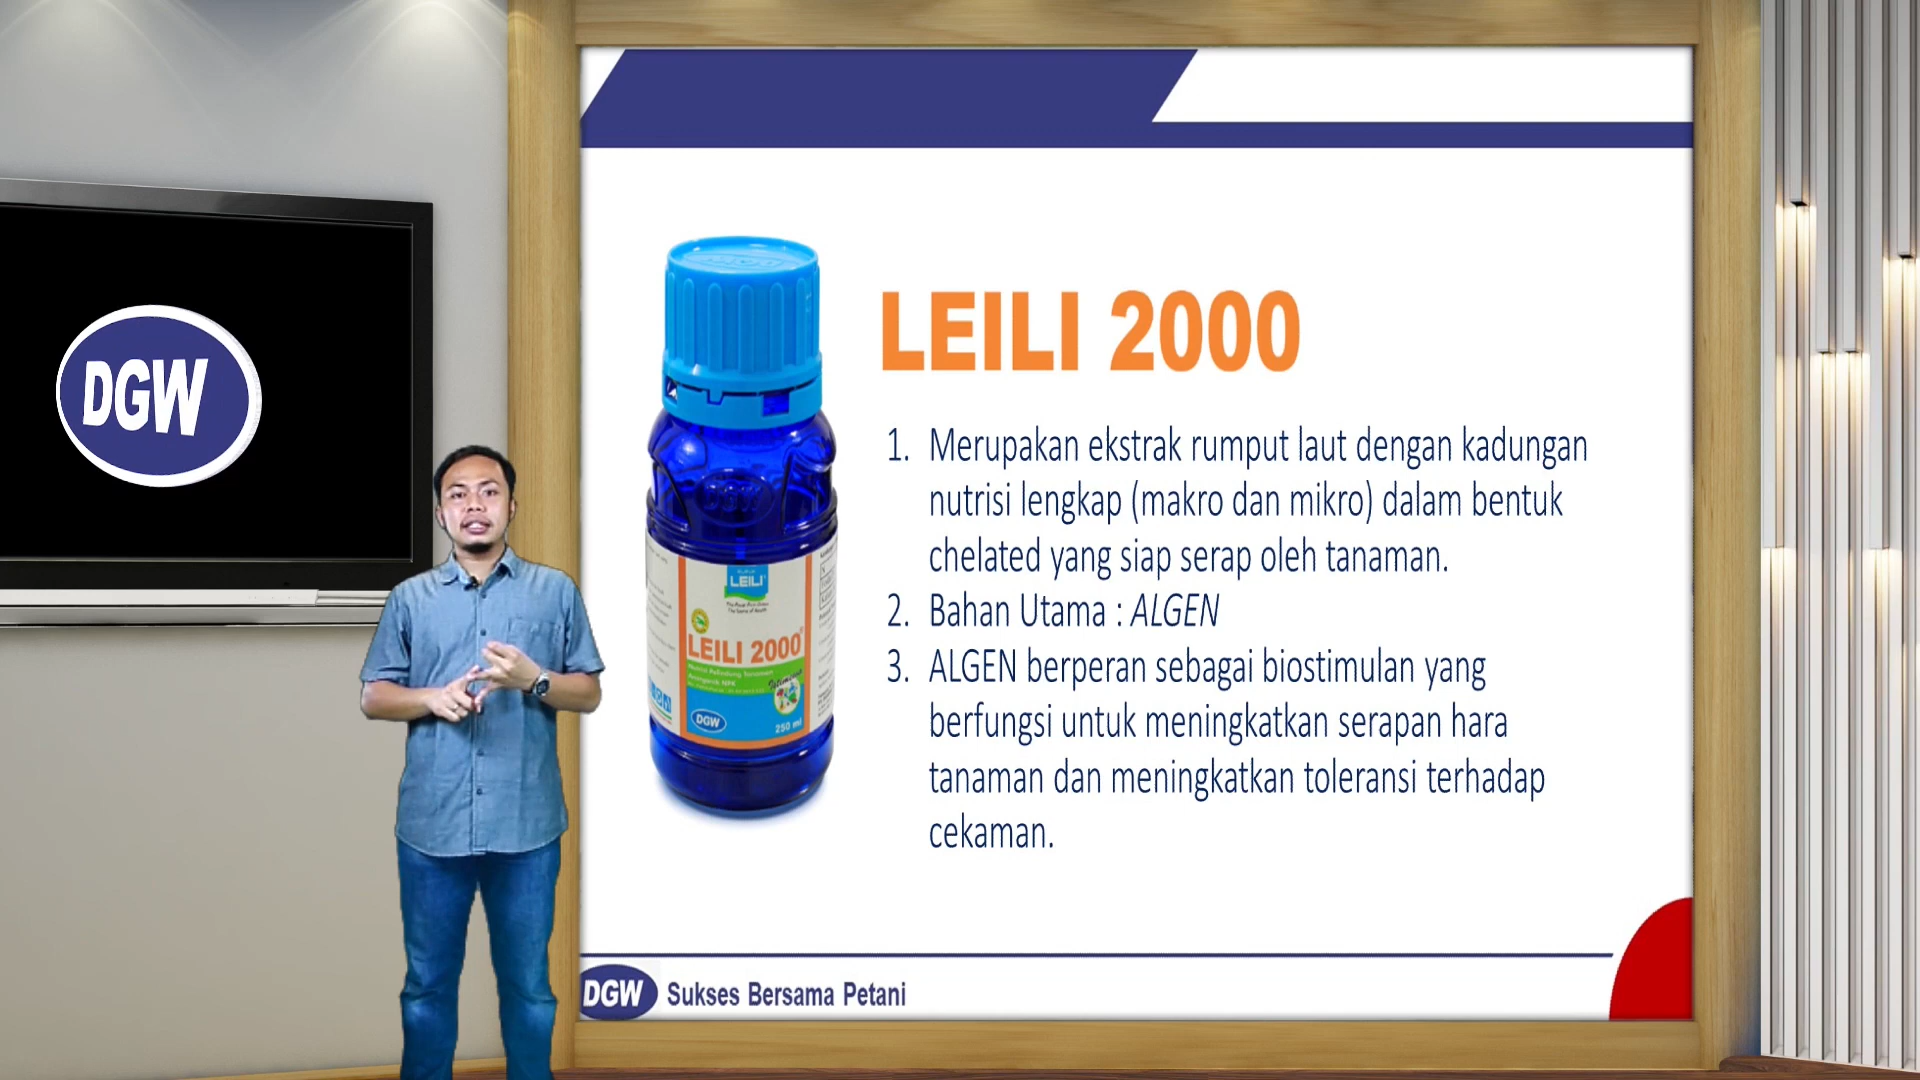 DGW
LEILI 2000
1. Merupakan ekstrak rumput laut dengan kadungan
nutrisi lengkap (makro dan mikro) dalam bentuk
chelated yang siap serap oleh tanaman.
2. Bahan Utama : ALGEN
3. ALGEN berperan sebagai biostimulan yang
berfungsi untuk meningkatkan serapan hara
tanaman dan meningkatkan toleransi terhadap
cekaman.
DGW
LEILI
LEILI 2000
DGW
250 ml
DGW Sukses Bersama Petani